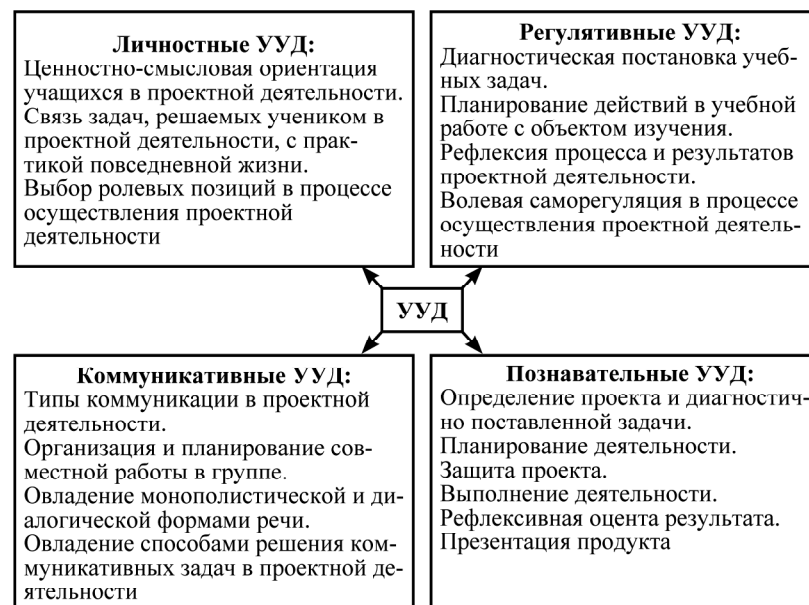 Личностные УУД:
Ценностно-смысловая ориентация
учащихся в проектной деятельности.
Связь задач, решаемых учеником в
проектной деятельности, с прак-
тикой повседневной жизни.
Выбор ролевых позиций в процессе
осуществления проектной
деятельности
Регулятивные УУД:
Диагностическая постановка учеб-
ных задач.
Планирование действий в учебной
работе с объектом изучения.
Рефлексия процесса и результатов
проектной деятельности.
Волевая саморегуляция в процессе
осуществления проектной деятель-
ности
УУД
Коммуникативные УУД:
Типы коммуникации в проектной
деятельности.
Организация и планирование сов-
местной работы в группе.
Овладение монополистической и ди-
алогической формами речи.
Овладение способами решения ком-
муникативных задач в проектной де-
ятельности
Познавательные УУД:
Определение проекта и диагностич-
но поставленной задачи.
Планирование деятельности.
Защита проекта.
Выполнение деятельности.
Рефлексивная оцента результата.
Презентация продукта